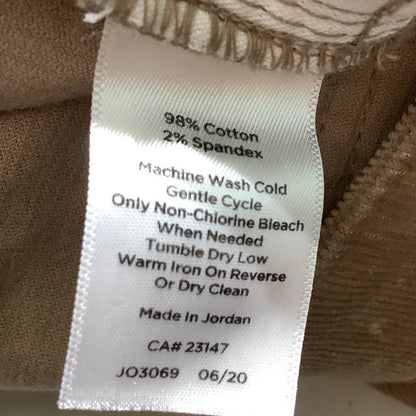 98% Cotton
2% Spandex
Machine Wash Cold
Gentle Cycle
Only Non-Chlorine Bleach
When Needed
Tumble Dry Low
Warm Iron On Reverse
Or Dry Clean
Made in Jordan
CA# 23147
JO3069 06/20